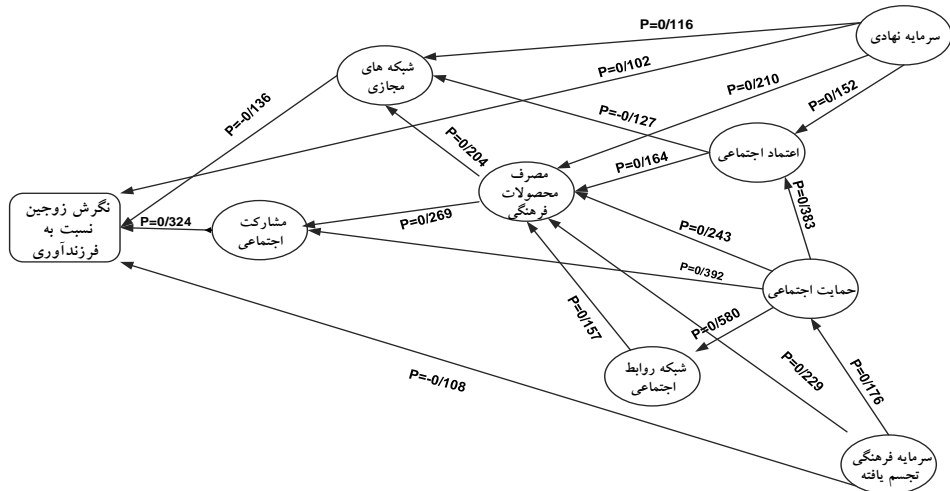 P=0/116
سرمایه نهادی
شبکه های
مجازی
P=0/102
P=0/210
P=-0/136
P=0/152
P=-0/127
اعتماد اجتماعی
P=0/204
P=0/164
مصرف
محصولات
فرهنگی
نگرش زوجین
نسبت به
فرزندآوری
P=0/324
مشارکت
اجتماعی
P=0/269
P=0/383
P=0/243
P=0/392
حمایت اجتماعی
P=0/157
P=0/580
شبکه روابط
اجتماعی
P=-0/108
P=0/229
P=0/176
سرمایه فرهنگی
تجسم یافته